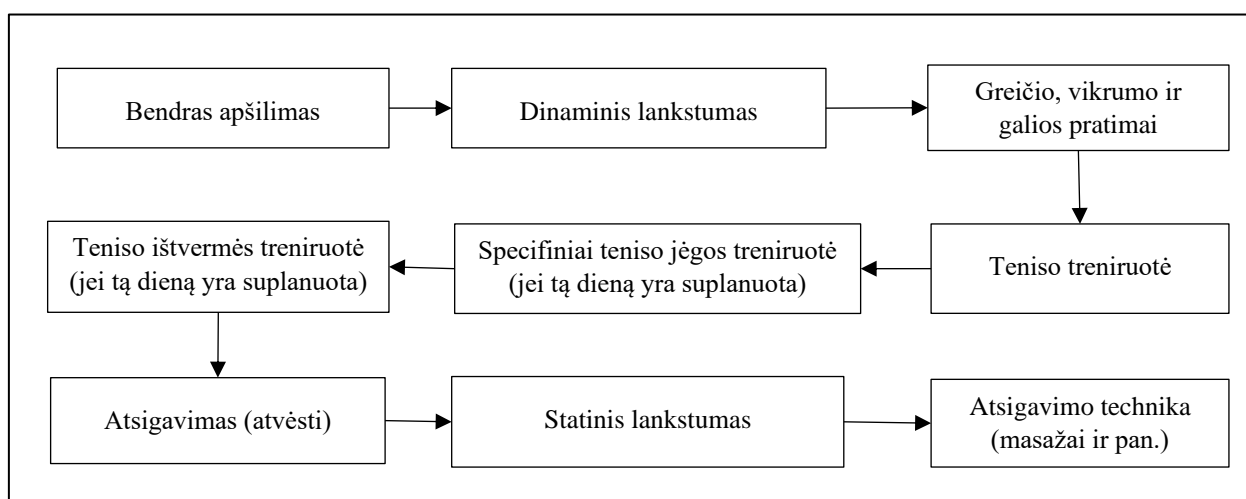 Bendras apšilimas
Dinaminis lankstumas
Greičio, vikrumo ir
galios pratimai
Teniso treniruotė
Specifiniai teniso jėgos treniruotė
(jei tą dieną yra suplanuota)
Teniso ištvermės treniruotė
(jei tą dieną yra suplanuota)
Atsigavimas (atvėsti)
Statinis lankstumas
Atsigavimo technika
(masažai ir pan.)